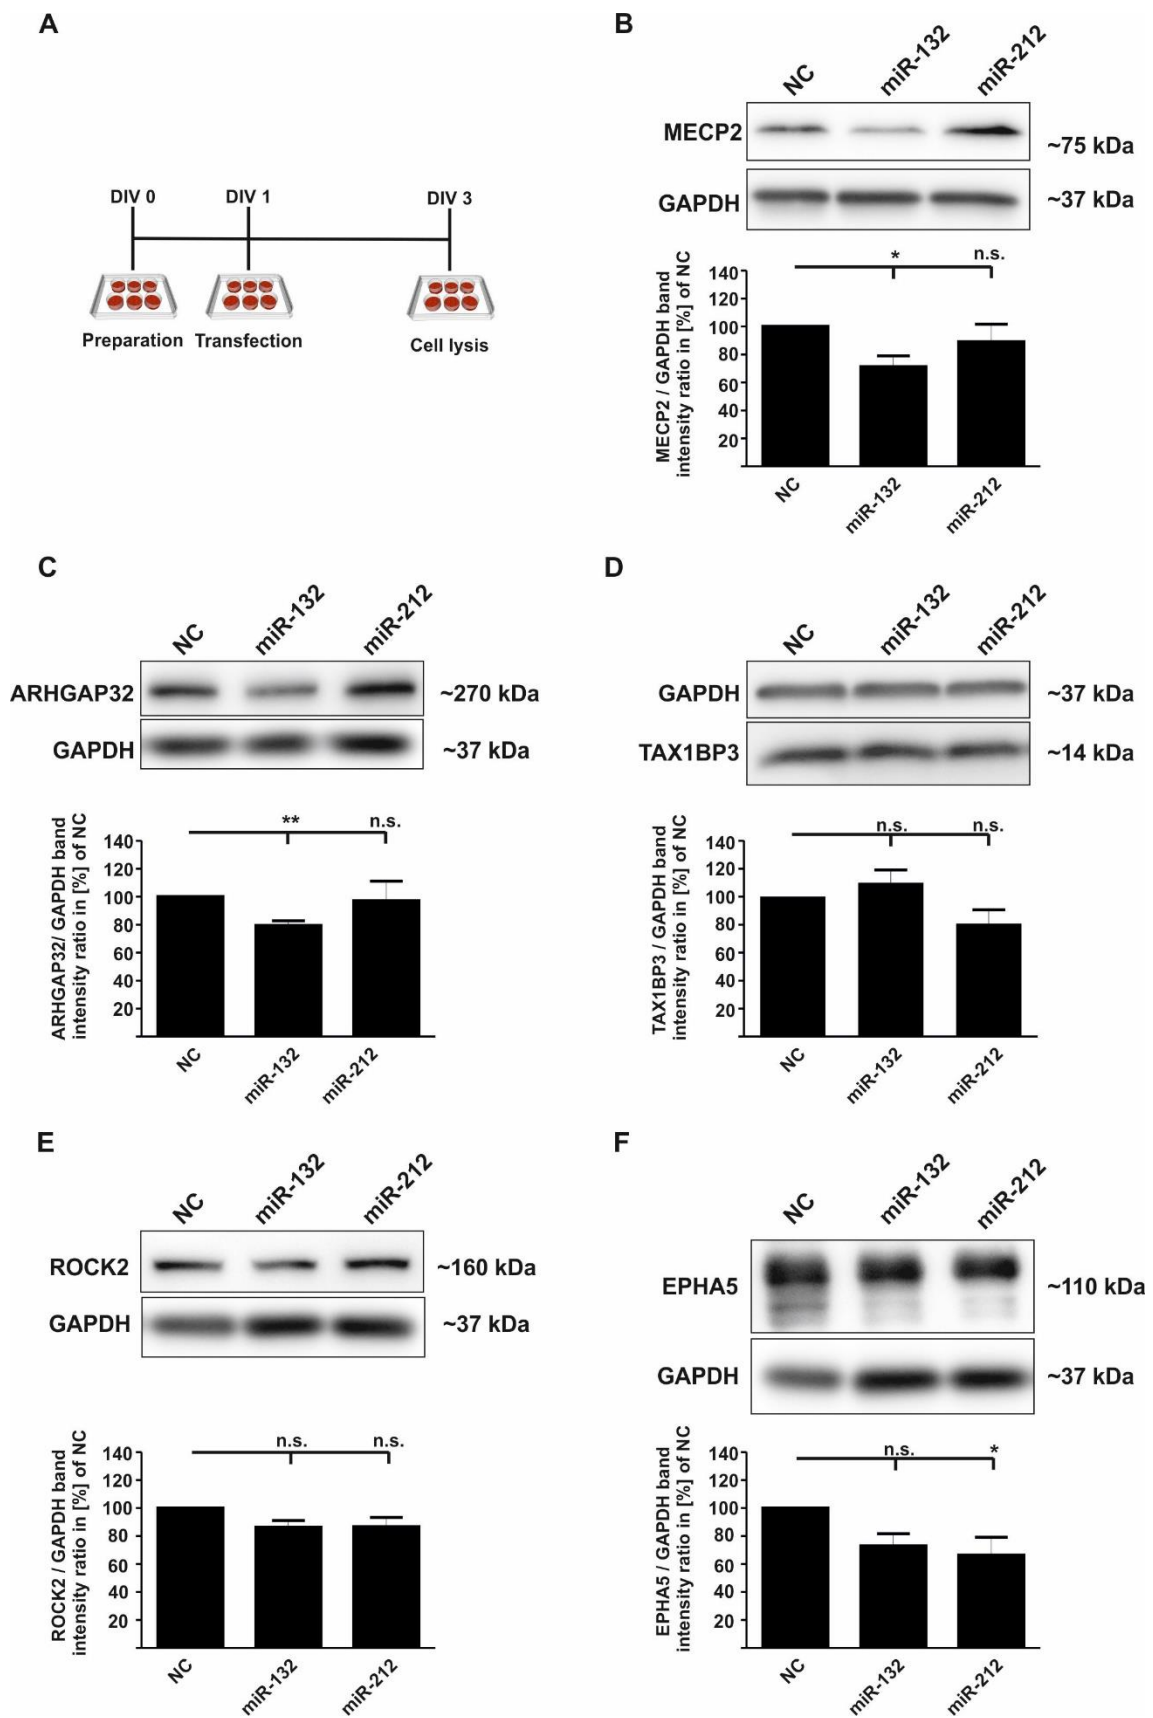 A
DIV 0 DIV 1 DIV 3
Preparation Transfection Cell lysis
B
NC miR-132 miR-212
MECP2 ~75 kDa
GAPDH ~37 kDa
MECP2 / GAPDH band
intensity ratio in [%] of NC
* n.s.
140
120
100
80
60
40
20
NC miR-132 miR-212
C
NC miR-132 miR-212
ARHGAP32 ~270 kDa
GAPDH ~37 kDa
ARHGAP32/ GAPDH band
intensity ratio in [%] of NC
** n.s.
140
120
100
80
60
40
20
NC miR-132 miR-212
D
NC miR-132 miR-212
GAPDH ~37 kDa
TAX1BP3 ~14 kDa
TAX1BP3 / GAPDH band
intensity ratio in [%] of NC
n.s. n.s.
140
120
100
80
60
40
20
NC miR-132 miR-212
E
NC miR-132 miR-212
ROCK2 ~160 kDa
GAPDH ~37 kDa
ROCK2 / GAPDH band
intensity ratio in [%] of NC
n.s. n.s.
140
120
100
80
60
40
20
NC miR-132 miR-212
F
NC miR-132 miR-212
EPHA5 ~110 kDa
GAPDH ~37 kDa
EPHA5 / GAPDH band
intensity ratio in [%] of NC
n.s. *
140
120
100
80
60
40
20
NC miR-132 miR-212